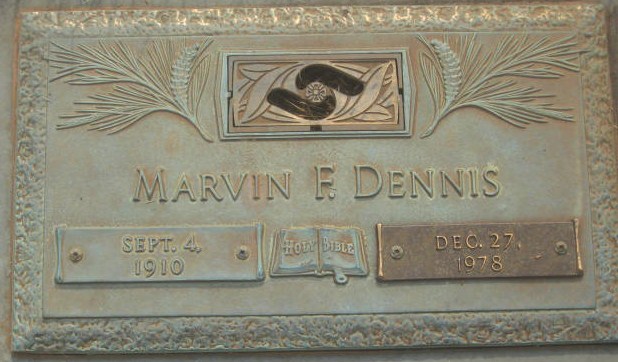 MARVIN F. DENNIS
SEPT. 4,
1910
HOLY BIBLE
DEC. 27,
1978